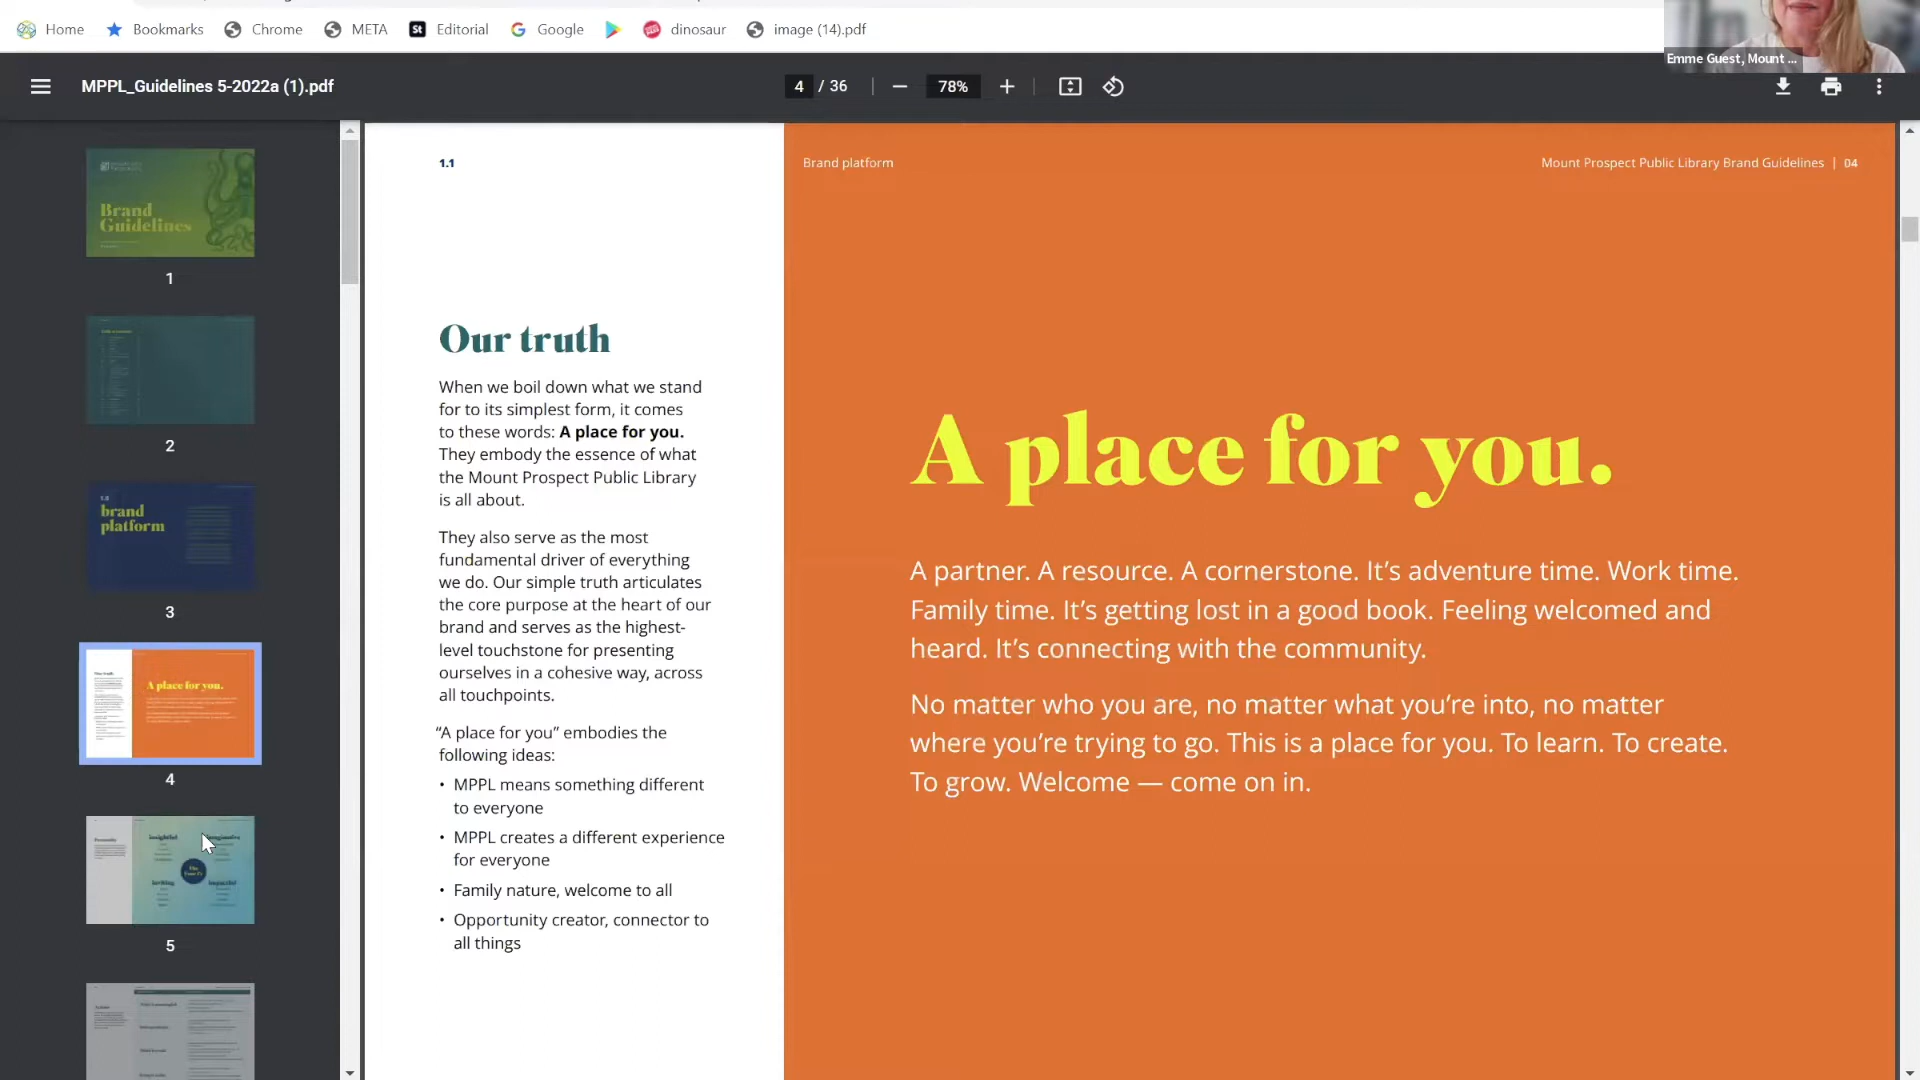 Home Bookmarks Chrome META St Editorial Google dinosaur image (14).pdf
Emme Guest, Mount ...
MPPL_Guidelines 5-2022a (1).pdf
4 / 36
78%
Brand
Guidelines
1
2
brand
platform
3
A place for you.
4
5
1.1
Our truth
When we boil down what we stand
for to its simplest form, it comes
to these words: A place for you.
They embody the essence of what
the Mount Prospect Public Library
is all about.
They also serve as the most
fundamental driver of everything
we do. Our simple truth articulates
the core purpose at the heart of our
brand and serves as the highest-
level touchstone for presenting
ourselves in a cohesive way, across
all touchpoints.
“A place for you” embodies the
following ideas:
• MPPL means something different
to everyone
• MPPL creates a different experience
for everyone
• Family nature, welcome to all
• Opportunity creator, connector to
all things
Brand platform
Mount Prospect Public Library Brand Guidelines | 04
A place for you.
A partner. A resource. A cornerstone. It’s adventure time. Work time.
Family time. It’s getting lost in a good book. Feeling welcomed and
heard. It’s connecting with the community.
No matter who you are, no matter what you’re into, no matter
where you’re trying to go. This is a place for you. To learn. To create.
To grow. Welcome — come on in.